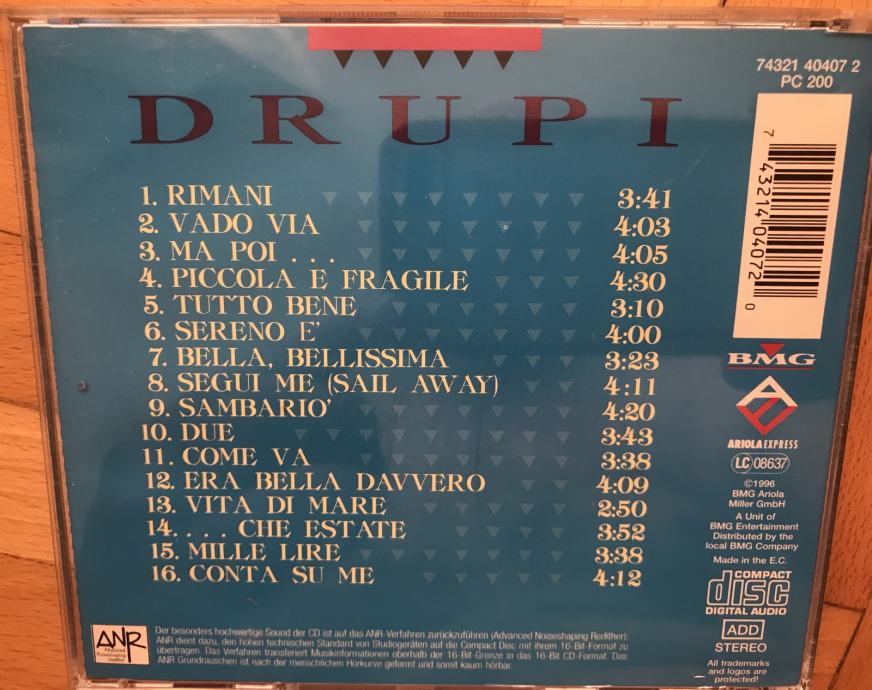 74321 40407 2
PC 200
DRUPI
1. RIMANI 3:41
2. VADO VIA 4:03
3. MA POI . . . 4:05
4. PICCOLA E FRAGILE 4:30
5. TUTTO BENE 3:10
6. SERENO E' 4:00
7. BELLA, BELLISSIMA 3:23
8. SEGUI ME (SAIL AWAY) 4:11
9. SAMBARIO' 4:20
10. DUE 3:43
11. COME VA 3:38
12. ERA BELLA DAVVERO 4:09
13. VITA DI MARE 2:50
14. . . . CHE ESTATE 3:52
15. MILLE LIRE 3:38
16. CONTA SU ME 4:12
7 43214 04072 0
BMG
ARIOLA EXPRESS
LC 08637
©1996
BMG Ariola
Miller GmbH
A Unit of
BMG Entertainment
Distributed by the
local BMG Company
Made in the E.C.
COMPACT
disc
DIGITAL AUDIO
ADD
STEREO
All trademarks
and logos are
protected!
ANR
Advanced
Noiseshaping
Redither
Der besonders hochwertige Sound der CD ist auf das ANR-Verfahren zurückzuführen (Advanced Noiseshaping Redither):
ANR dient dazu, den hohen technischen Standard von Studiogeräten auf die Compact Disc mit ihrem 16-Bit-Format zu
übertragen. Das Verfahren transferiert Musikinformationen oberhalb der 16-Bit-Grenze in das 16-Bit CD-Format. Das
ANR Grundrauschen ist nach der menschlichen Hörkurve geformt und somit kaum hörbar.